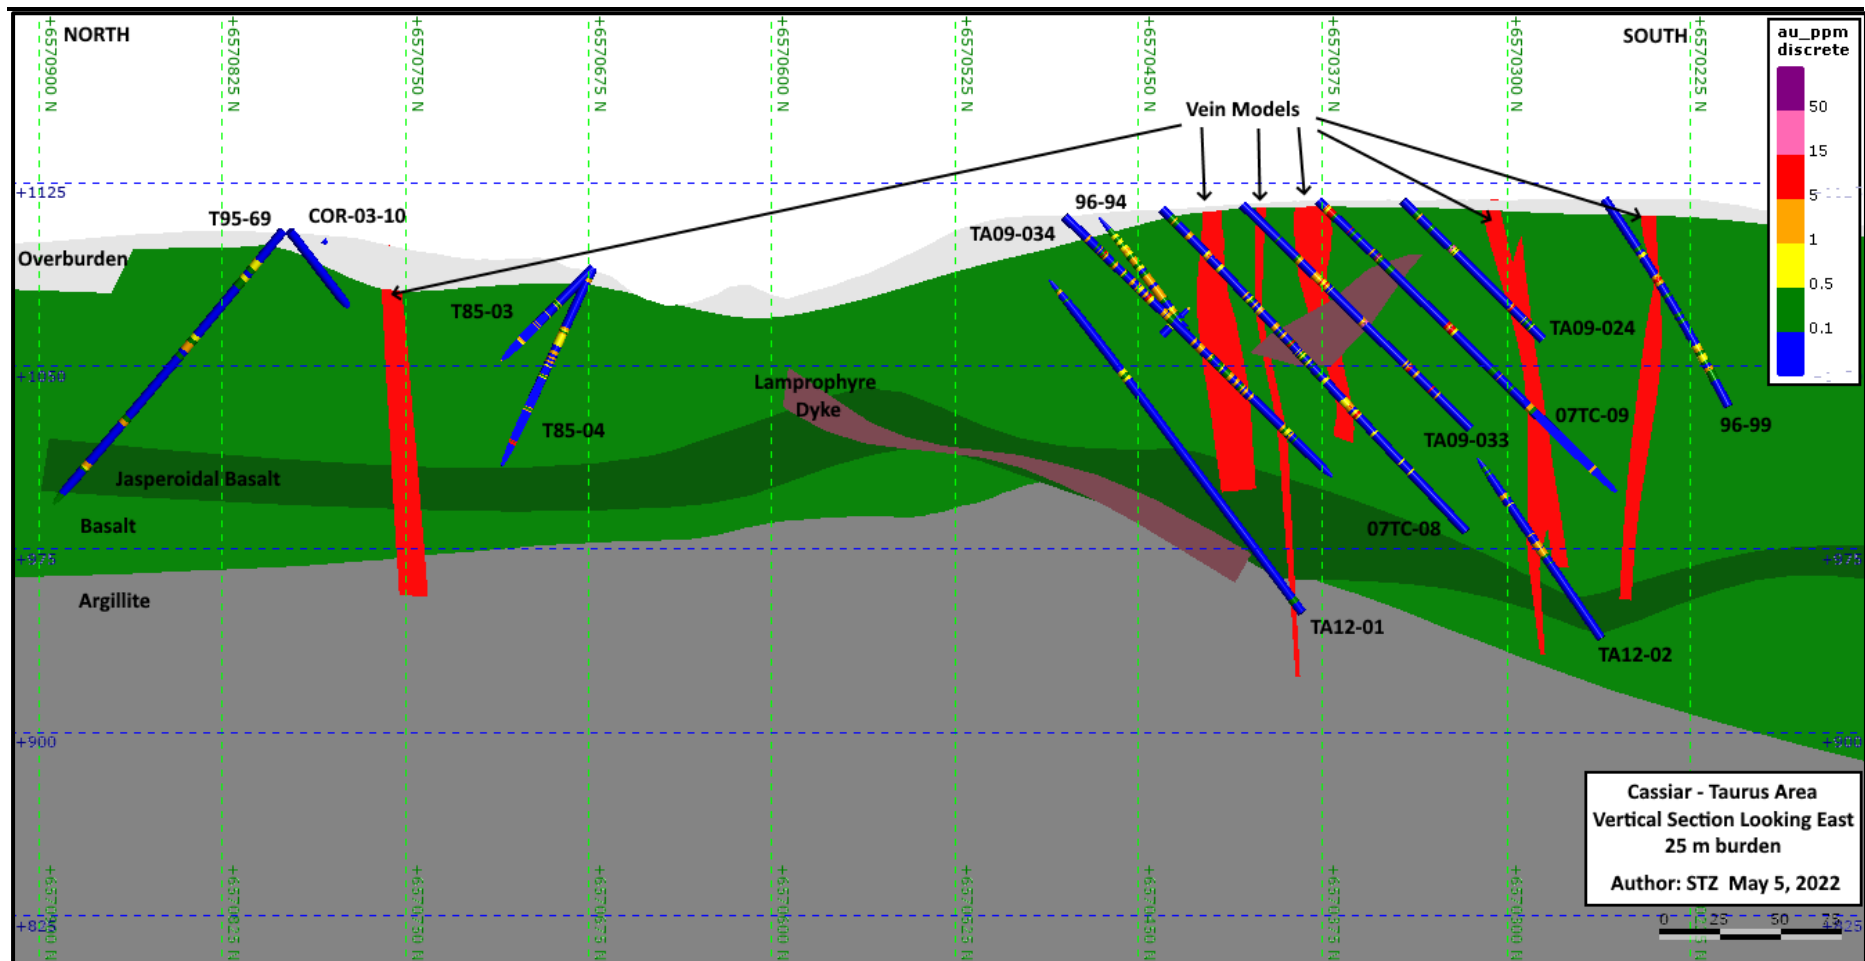 +6570900 N
+6570825 N
+6570750 N
+6570675 N
+6570600 N
+6570525 N
+6570450 N
+6570375 N
+6570300 N
+6570225 N
NORTH
SOUTH
au_ppm
discrete
50
15
5
1
0.5
0.1
Vein Models
+1125
T95-69
COR-03-10
96-94
TA09-034
Overburden
T85-03
TA09-024
+1050
Lamprophyre
Dyke
T85-04
07TC-09
TA09-033
96-99
Jasperoidal Basalt
Basalt
07TC-08
+975
+975
Argillite
TA12-01
TA12-02
+900
+900
Cassiar - Taurus Area
Vertical Section Looking East
25 m burden
Author: STZ May 5, 2022
0 25 50 75
+825
+825